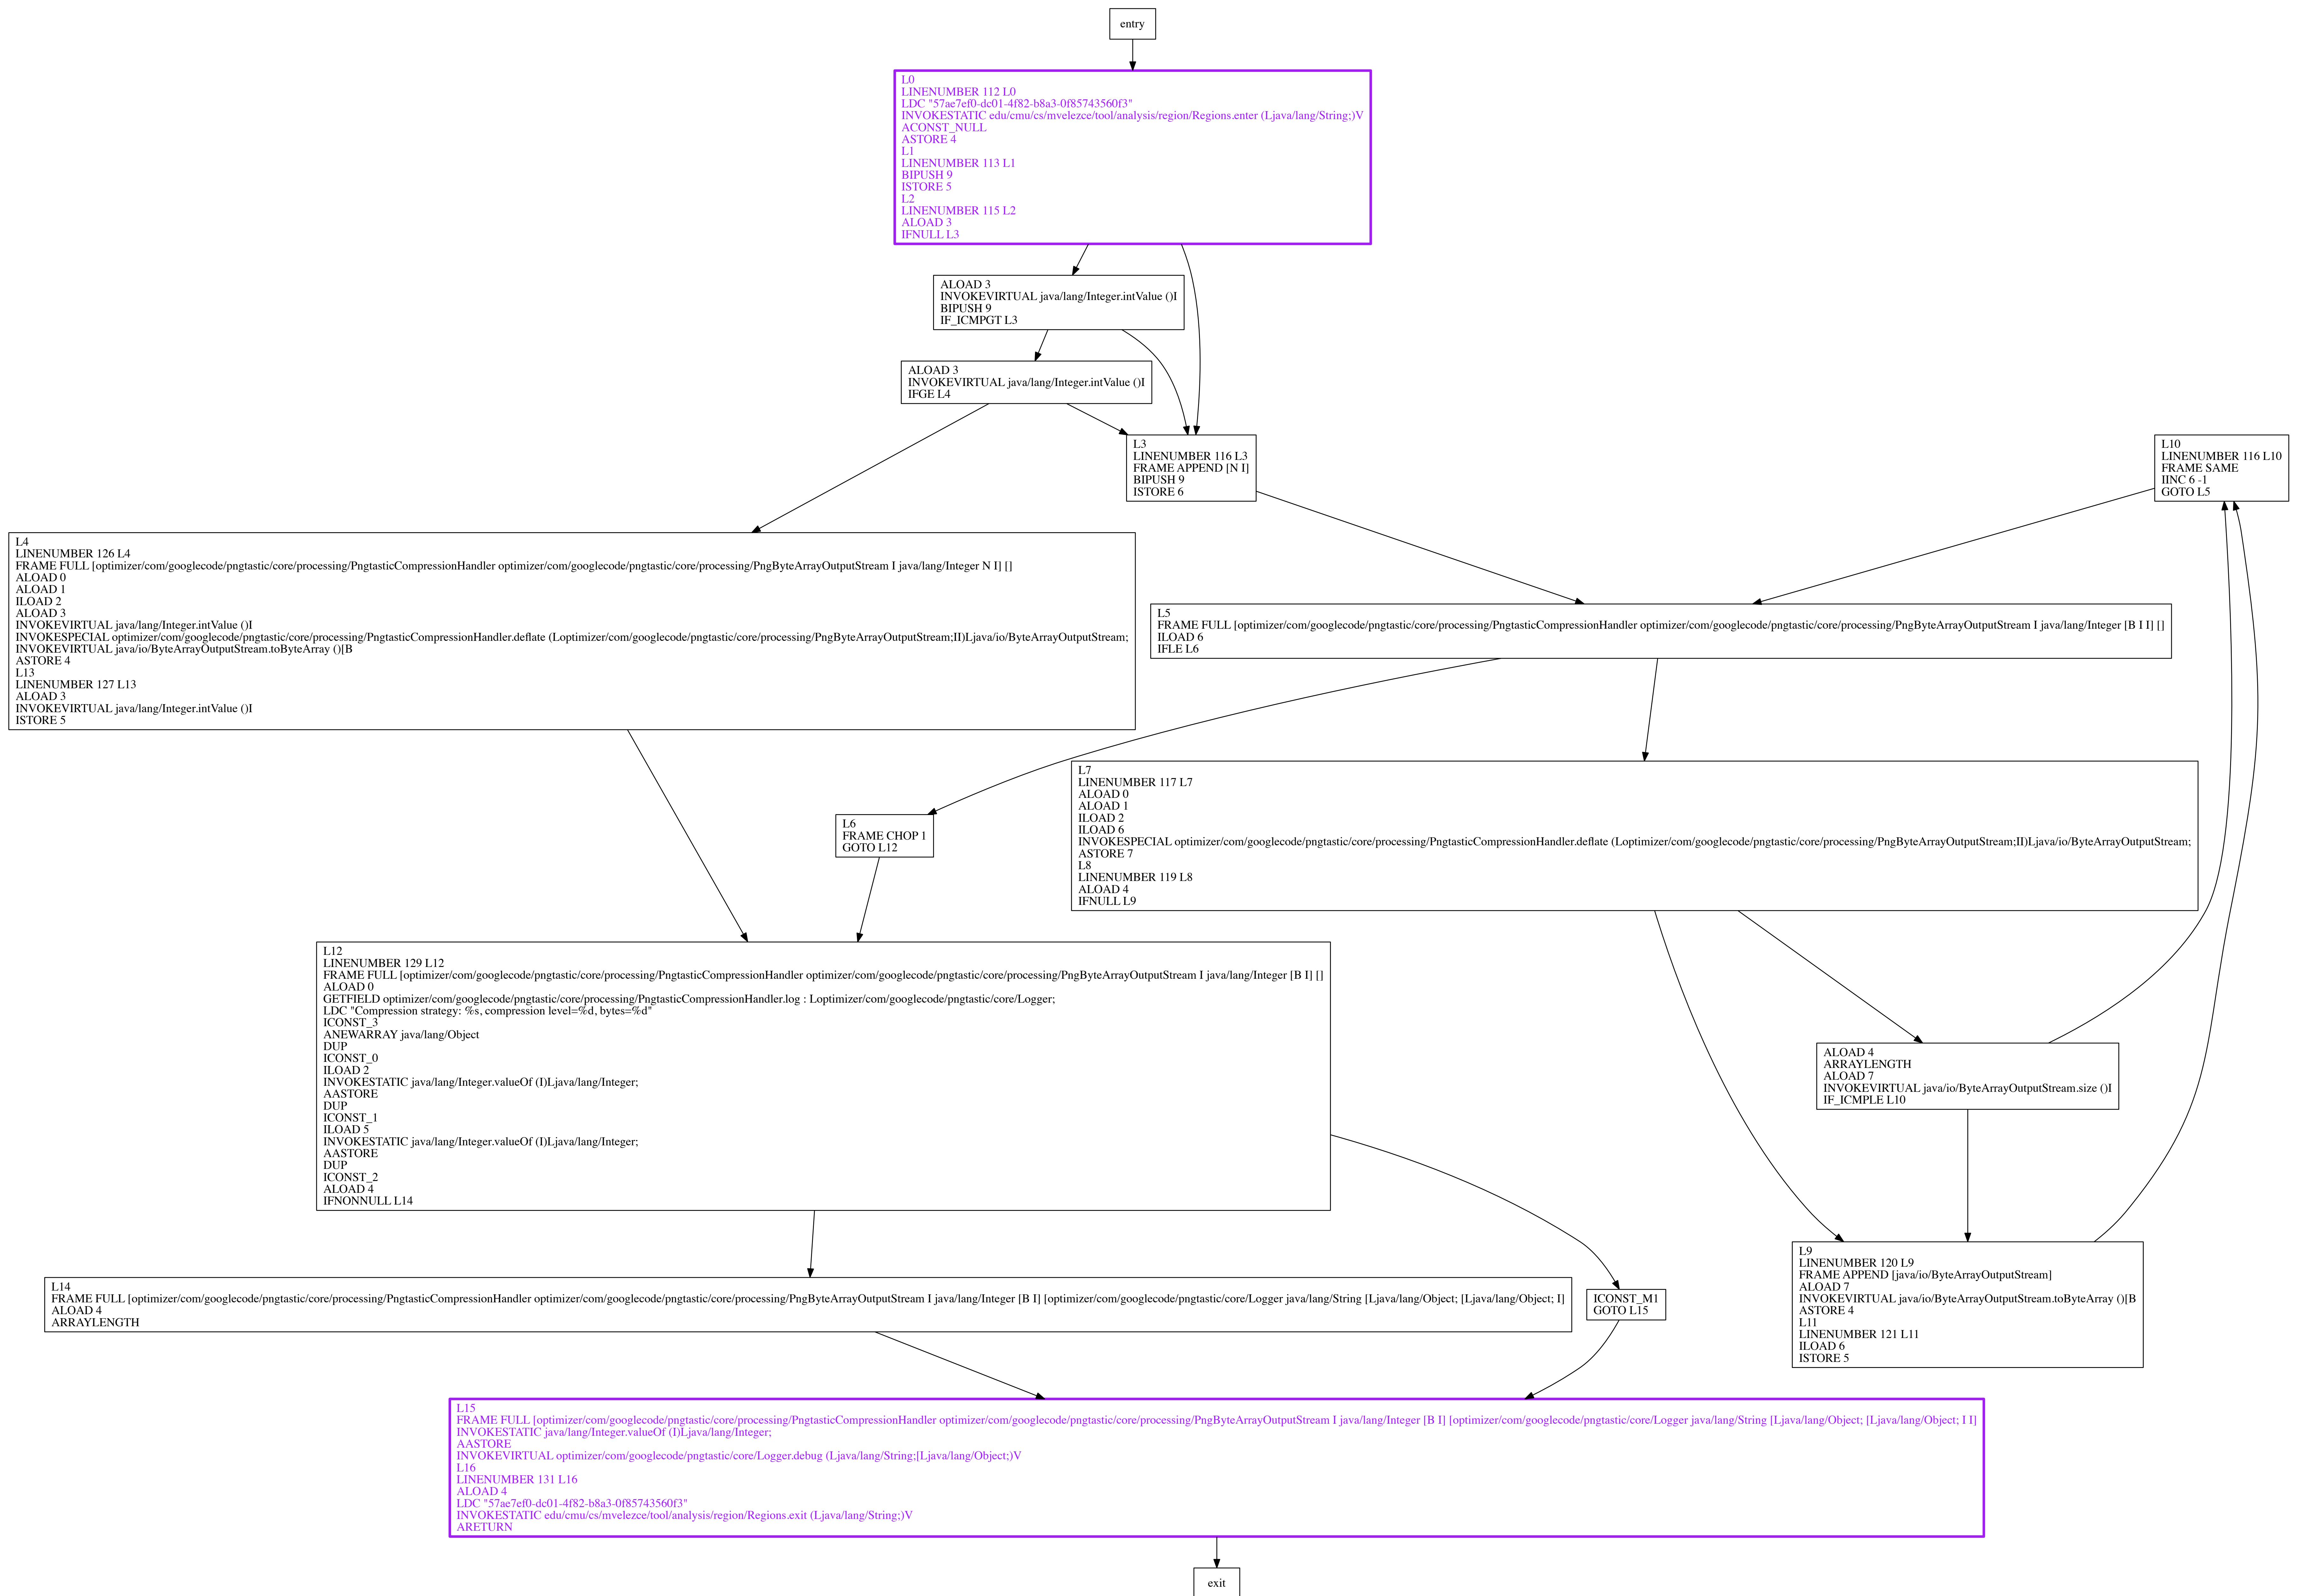 entry
L0
LINENUMBER 112 L0
LDC "57ae7ef0-dc01-4f82-b8a3-0f85743560f3"
INVOKESTATIC edu/cmu/cs/mvelezce/tool/analysis/region/Regions.enter (Ljava/lang/String;)V
ACONST_NULL
ASTORE 4
L1
LINENUMBER 113 L1
BIPUSH 9
ISTORE 5
L2
LINENUMBER 115 L2
ALOAD 3
IFNULL L3
ALOAD 3
INVOKEVIRTUAL java/lang/Integer.intValue ()I
BIPUSH 9
IF_ICMPGT L3
ALOAD 3
INVOKEVIRTUAL java/lang/Integer.intValue ()I
IFGE L4
L3
LINENUMBER 116 L3
FRAME APPEND [N I]
BIPUSH 9
ISTORE 6
L10
LINENUMBER 116 L10
FRAME SAME
IINC 6 -1
GOTO L5
L4
LINENUMBER 126 L4
FRAME FULL [optimizer/com/googlecode/pngtastic/core/processing/PngtasticCompressionHandler optimizer/com/googlecode/pngtastic/core/processing/PngByteArrayOutputStream I java/lang/Integer N I] []
ALOAD 0
ALOAD 1
ILOAD 2
ALOAD 3
INVOKEVIRTUAL java/lang/Integer.intValue ()I
INVOKESPECIAL optimizer/com/googlecode/pngtastic/core/processing/PngtasticCompressionHandler.deflate (Loptimizer/com/googlecode/pngtastic/core/processing/PngByteArrayOutputStream;II)Ljava/io/ByteArrayOutputStream;
INVOKEVIRTUAL java/io/ByteArrayOutputStream.toByteArray ()[B
ASTORE 4
L13
LINENUMBER 127 L13
ALOAD 3
INVOKEVIRTUAL java/lang/Integer.intValue ()I
ISTORE 5
L5
FRAME FULL [optimizer/com/googlecode/pngtastic/core/processing/PngtasticCompressionHandler optimizer/com/googlecode/pngtastic/core/processing/PngByteArrayOutputStream I java/lang/Integer [B I I] []
ILOAD 6
IFLE L6
L7
LINENUMBER 117 L7
ALOAD 0
ALOAD 1
ILOAD 2
ILOAD 6
INVOKESPECIAL optimizer/com/googlecode/pngtastic/core/processing/PngtasticCompressionHandler.deflate (Loptimizer/com/googlecode/pngtastic/core/processing/PngByteArrayOutputStream;II)Ljava/io/ByteArrayOutputStream;
ASTORE 7
L8
LINENUMBER 119 L8
ALOAD 4
IFNULL L9
L6
FRAME CHOP 1
GOTO L12
L12
LINENUMBER 129 L12
FRAME FULL [optimizer/com/googlecode/pngtastic/core/processing/PngtasticCompressionHandler optimizer/com/googlecode/pngtastic/core/processing/PngByteArrayOutputStream I java/lang/Integer [B I] []
ALOAD 0
GETFIELD optimizer/com/googlecode/pngtastic/core/processing/PngtasticCompressionHandler.log : Loptimizer/com/googlecode/pngtastic/core/Logger;
LDC "Compression strategy: %s, compression level=%d, bytes=%d"
ICONST_3
ANEWARRAY java/lang/Object
DUP
ICONST_0
ILOAD 2
INVOKESTATIC java/lang/Integer.valueOf (I)Ljava/lang/Integer;
AASTORE
DUP
ICONST_1
ILOAD 5
INVOKESTATIC java/lang/Integer.valueOf (I)Ljava/lang/Integer;
AASTORE
DUP
ICONST_2
ALOAD 4
IFNONNULL L14
ALOAD 4
ARRAYLENGTH
ALOAD 7
INVOKEVIRTUAL java/io/ByteArrayOutputStream.size ()I
IF_ICMPLE L10
L9
LINENUMBER 120 L9
FRAME APPEND [java/io/ByteArrayOutputStream]
ALOAD 7
INVOKEVIRTUAL java/io/ByteArrayOutputStream.toByteArray ()[B
ASTORE 4
L11
LINENUMBER 121 L11
ILOAD 6
ISTORE 5
L14
FRAME FULL [optimizer/com/googlecode/pngtastic/core/processing/PngtasticCompressionHandler optimizer/com/googlecode/pngtastic/core/processing/PngByteArrayOutputStream I java/lang/Integer [B I] [optimizer/com/googlecode/pngtastic/core/Logger java/lang/String [Ljava/lang/Object; [Ljava/lang/Object; I]
ALOAD 4
ARRAYLENGTH
ICONST_M1
GOTO L15
L15
FRAME FULL [optimizer/com/googlecode/pngtastic/core/processing/PngtasticCompressionHandler optimizer/com/googlecode/pngtastic/core/processing/PngByteArrayOutputStream I java/lang/Integer [B I] [optimizer/com/googlecode/pngtastic/core/Logger java/lang/String [Ljava/lang/Object; [Ljava/lang/Object; I I]
INVOKESTATIC java/lang/Integer.valueOf (I)Ljava/lang/Integer;
AASTORE
INVOKEVIRTUAL optimizer/com/googlecode/pngtastic/core/Logger.debug (Ljava/lang/String;[Ljava/lang/Object;)V
L16
LINENUMBER 131 L16
ALOAD 4
LDC "57ae7ef0-dc01-4f82-b8a3-0f85743560f3"
INVOKESTATIC edu/cmu/cs/mvelezce/tool/analysis/region/Regions.exit (Ljava/lang/String;)V
ARETURN
exit